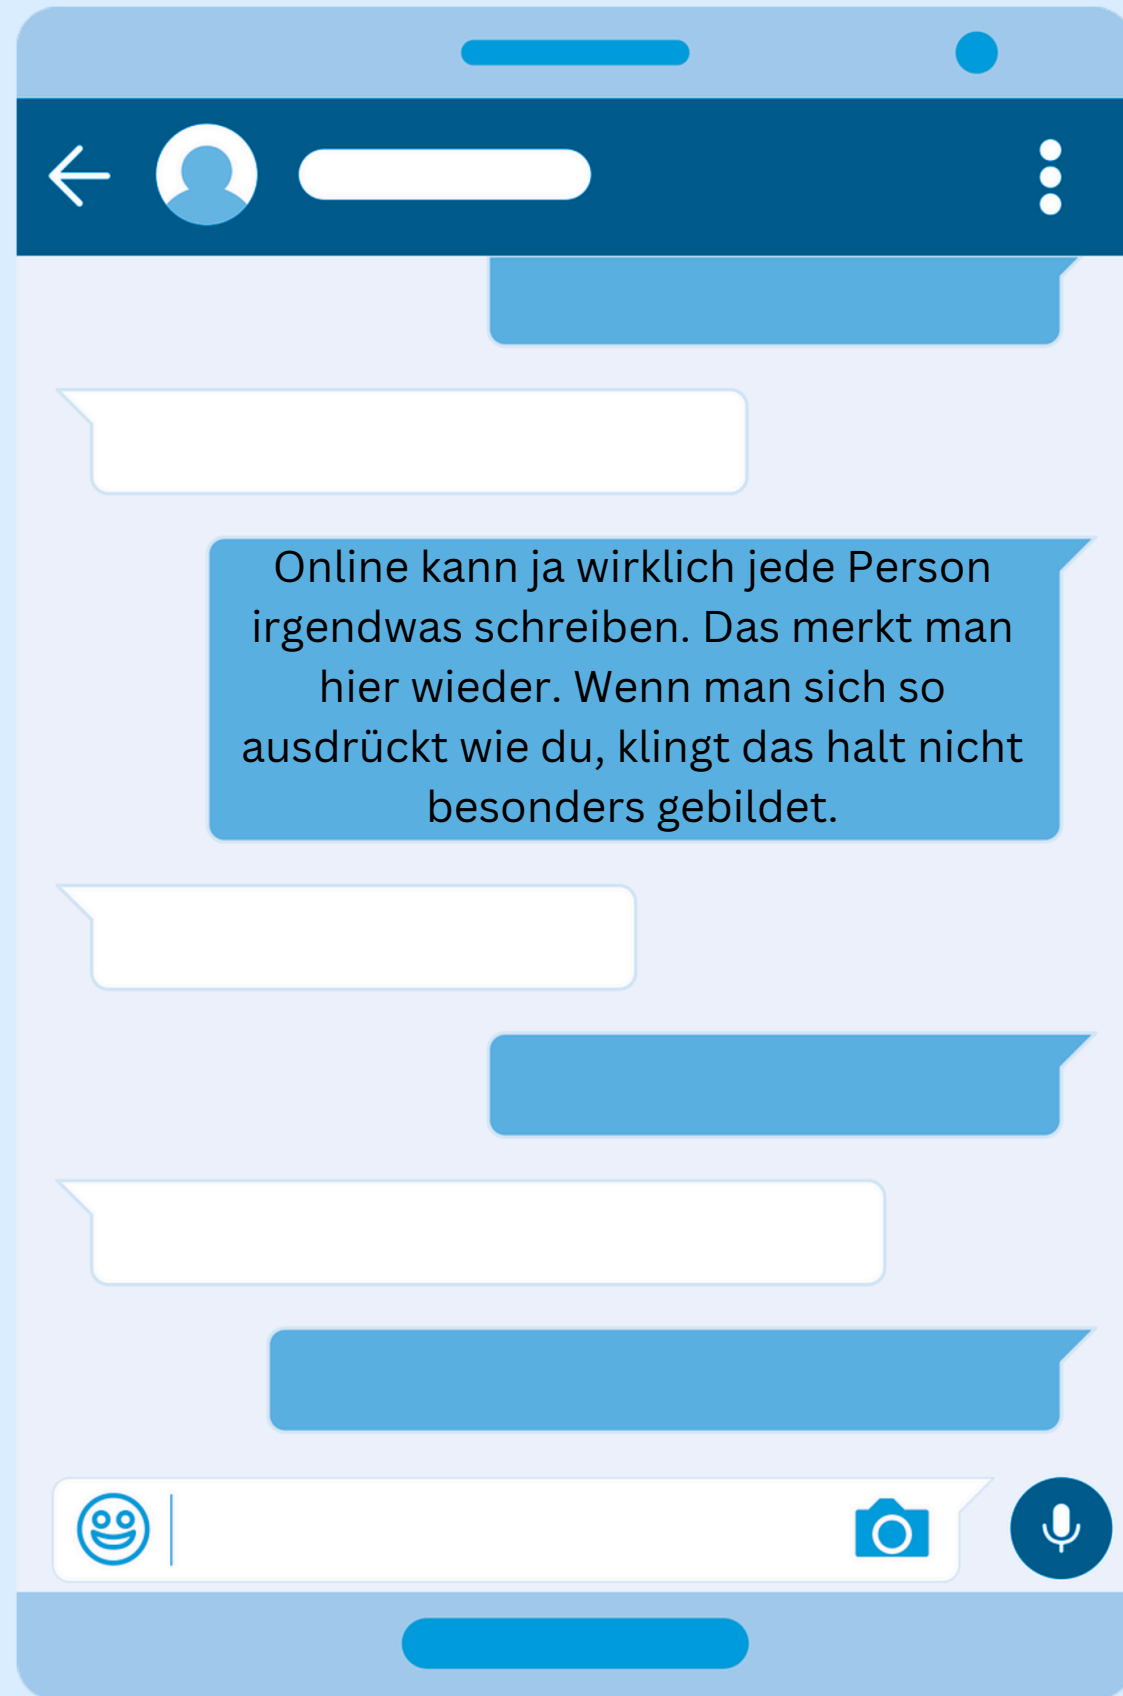 Online kann ja wirklich jede Person
irgendwas schreiben. Das merkt man
hier wieder. Wenn man sich so
ausdrückt wie du, klingt das halt nicht
besonders gebildet.